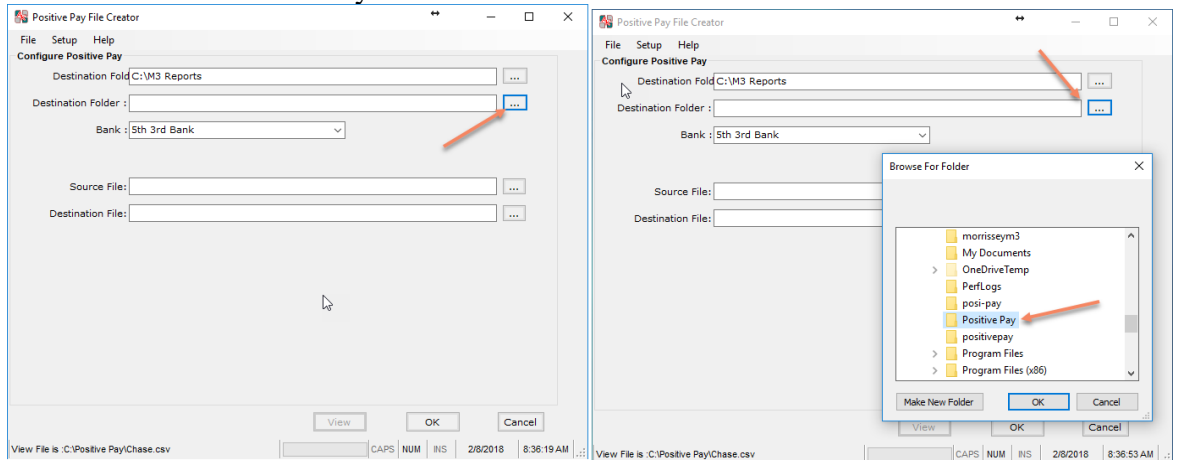 Positive Pay File Creator
File Setup Help
Configure Positive Pay
Destination Fold C:\M3 Reports ...
Destination Folder : ...
Bank : 5th 3rd Bank
Source File: ...
Destination File: ...
View OK Cancel
View File is :C:\Positive Pay\Chase.csv CAPS NUM INS 2/8/2018 8:36:19 AM
Positive Pay File Creator
File Setup Help
Configure Positive Pay
Destination Fold C:\M3 Reports ...
Destination Folder : ...
Bank : 5th 3rd Bank
Source File:
Destination File:
Browse For Folder
morrisseym3
My Documents
OneDriveTemp
PerfLogs
posi-pay
Positive Pay
positivepay
Program Files
Program Files (x86)
Make New Folder OK Cancel
View OK Cancel
View File is :C:\Positive Pay\Chase.csv CAPS NUM INS 2/8/2018 8:36:53 AM